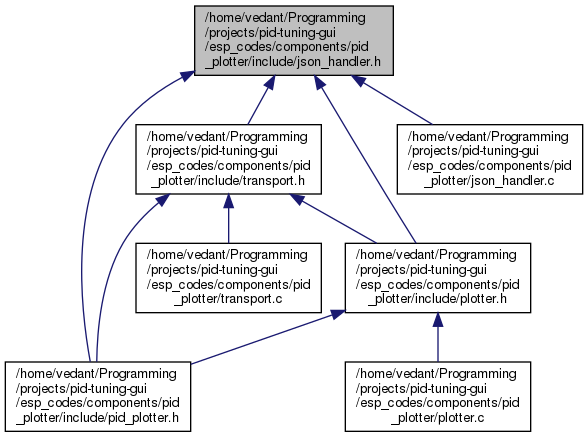 /home/vedant/Programming
/projects/pid-tuning-gui
/esp_codes/components/pid
_plotter/include/json_handler.h
/home/vedant/Programming
/projects/pid-tuning-gui
/esp_codes/components/pid
_plotter/include/transport.h
/home/vedant/Programming
/projects/pid-tuning-gui
/esp_codes/components/pid
_plotter/json_handler.c
/home/vedant/Programming
/projects/pid-tuning-gui
/esp_codes/components/pid
_plotter/transport.c
/home/vedant/Programming
/projects/pid-tuning-gui
/esp_codes/components/pid
_plotter/include/plotter.h
/home/vedant/Programming
/projects/pid-tuning-gui
/esp_codes/components/pid
_plotter/include/pid_plotter.h
/home/vedant/Programming
/projects/pid-tuning-gui
/esp_codes/components/pid
_plotter/plotter.c